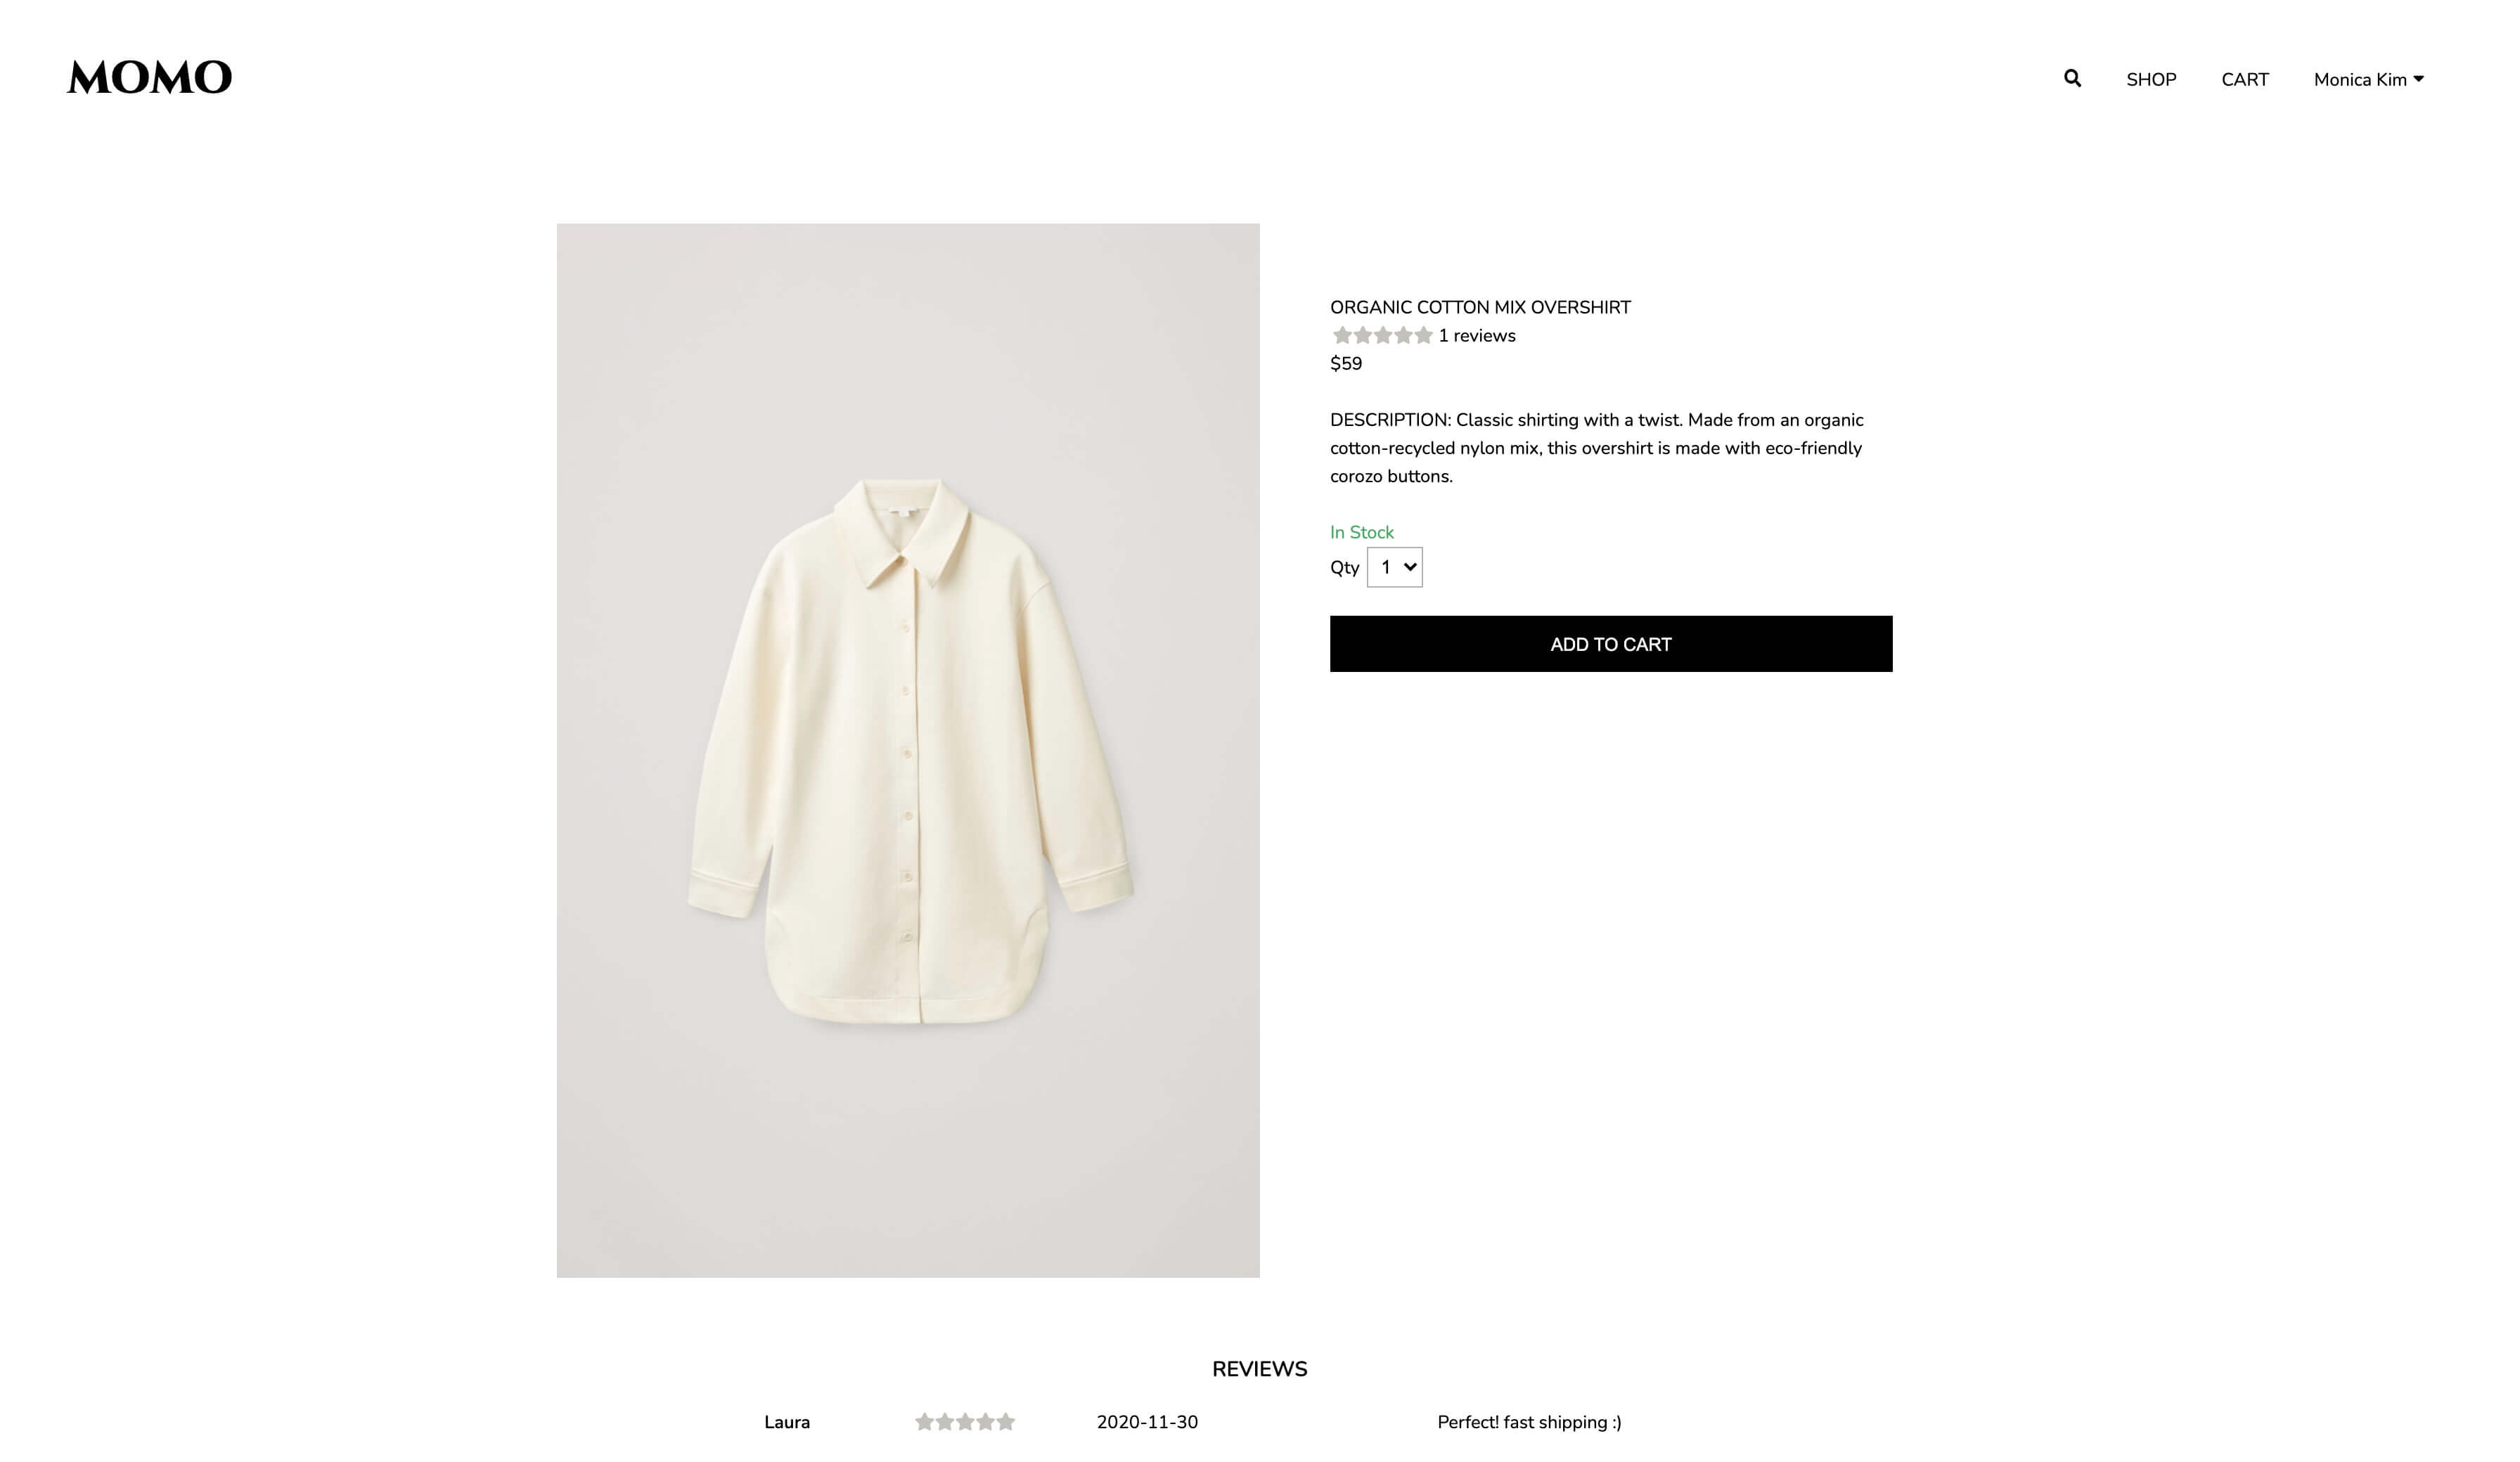 MOMO
SHOP CART Monica Kim
ORGANIC COTTON MIX OVERSHIRT
1 reviews
$59
DESCRIPTION: Classic shirting with a twist. Made from an organic
cotton-recycled nylon mix, this overshirt is made with eco-friendly
corozo buttons.
In Stock
Qty 1
ADD TO CART
REVIEWS
Laura 2020-11-30 Perfect! fast shipping :)